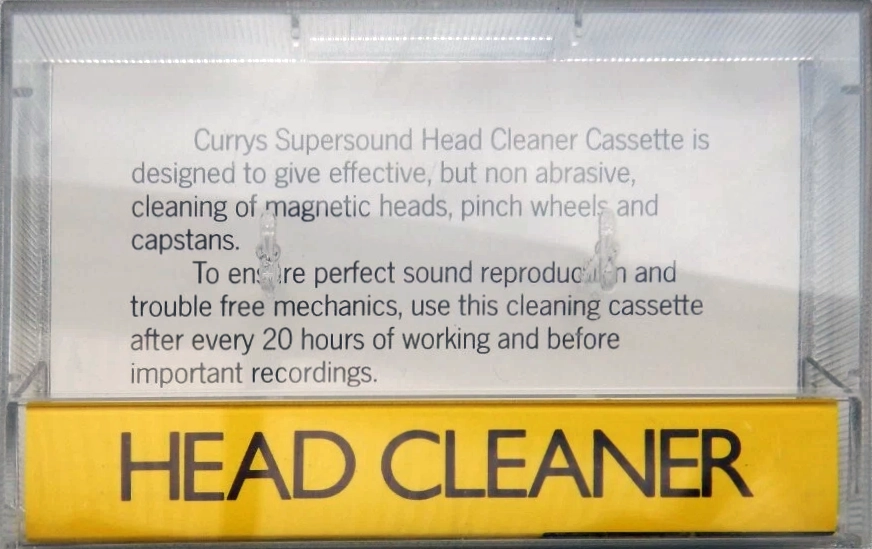 Currys Supersound Head Cleaner Cassette is
designed to give effective, but non abrasive,
cleaning of magnetic heads, pinch wheels and
capstans.
To ensure perfect sound reproduction and
trouble free mechanics, use this cleaning cassette
after every 20 hours of working and before
important recordings.
HEAD CLEANER